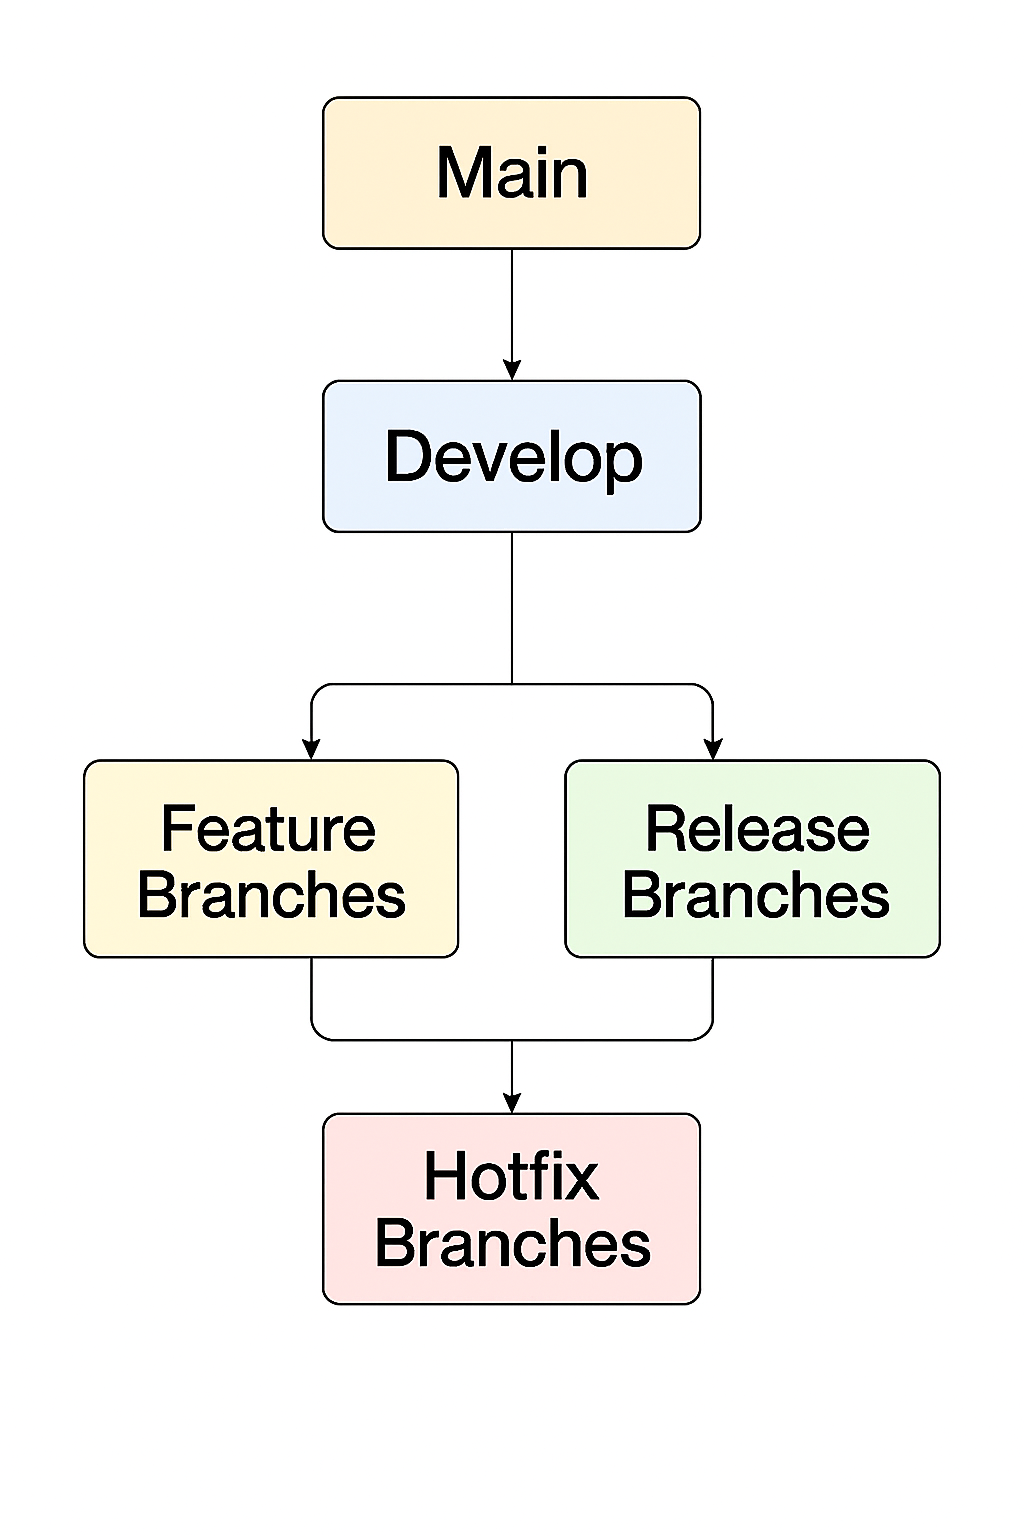 Main
Develop
Feature
Branches
Release
Branches
Hotfix
Branches